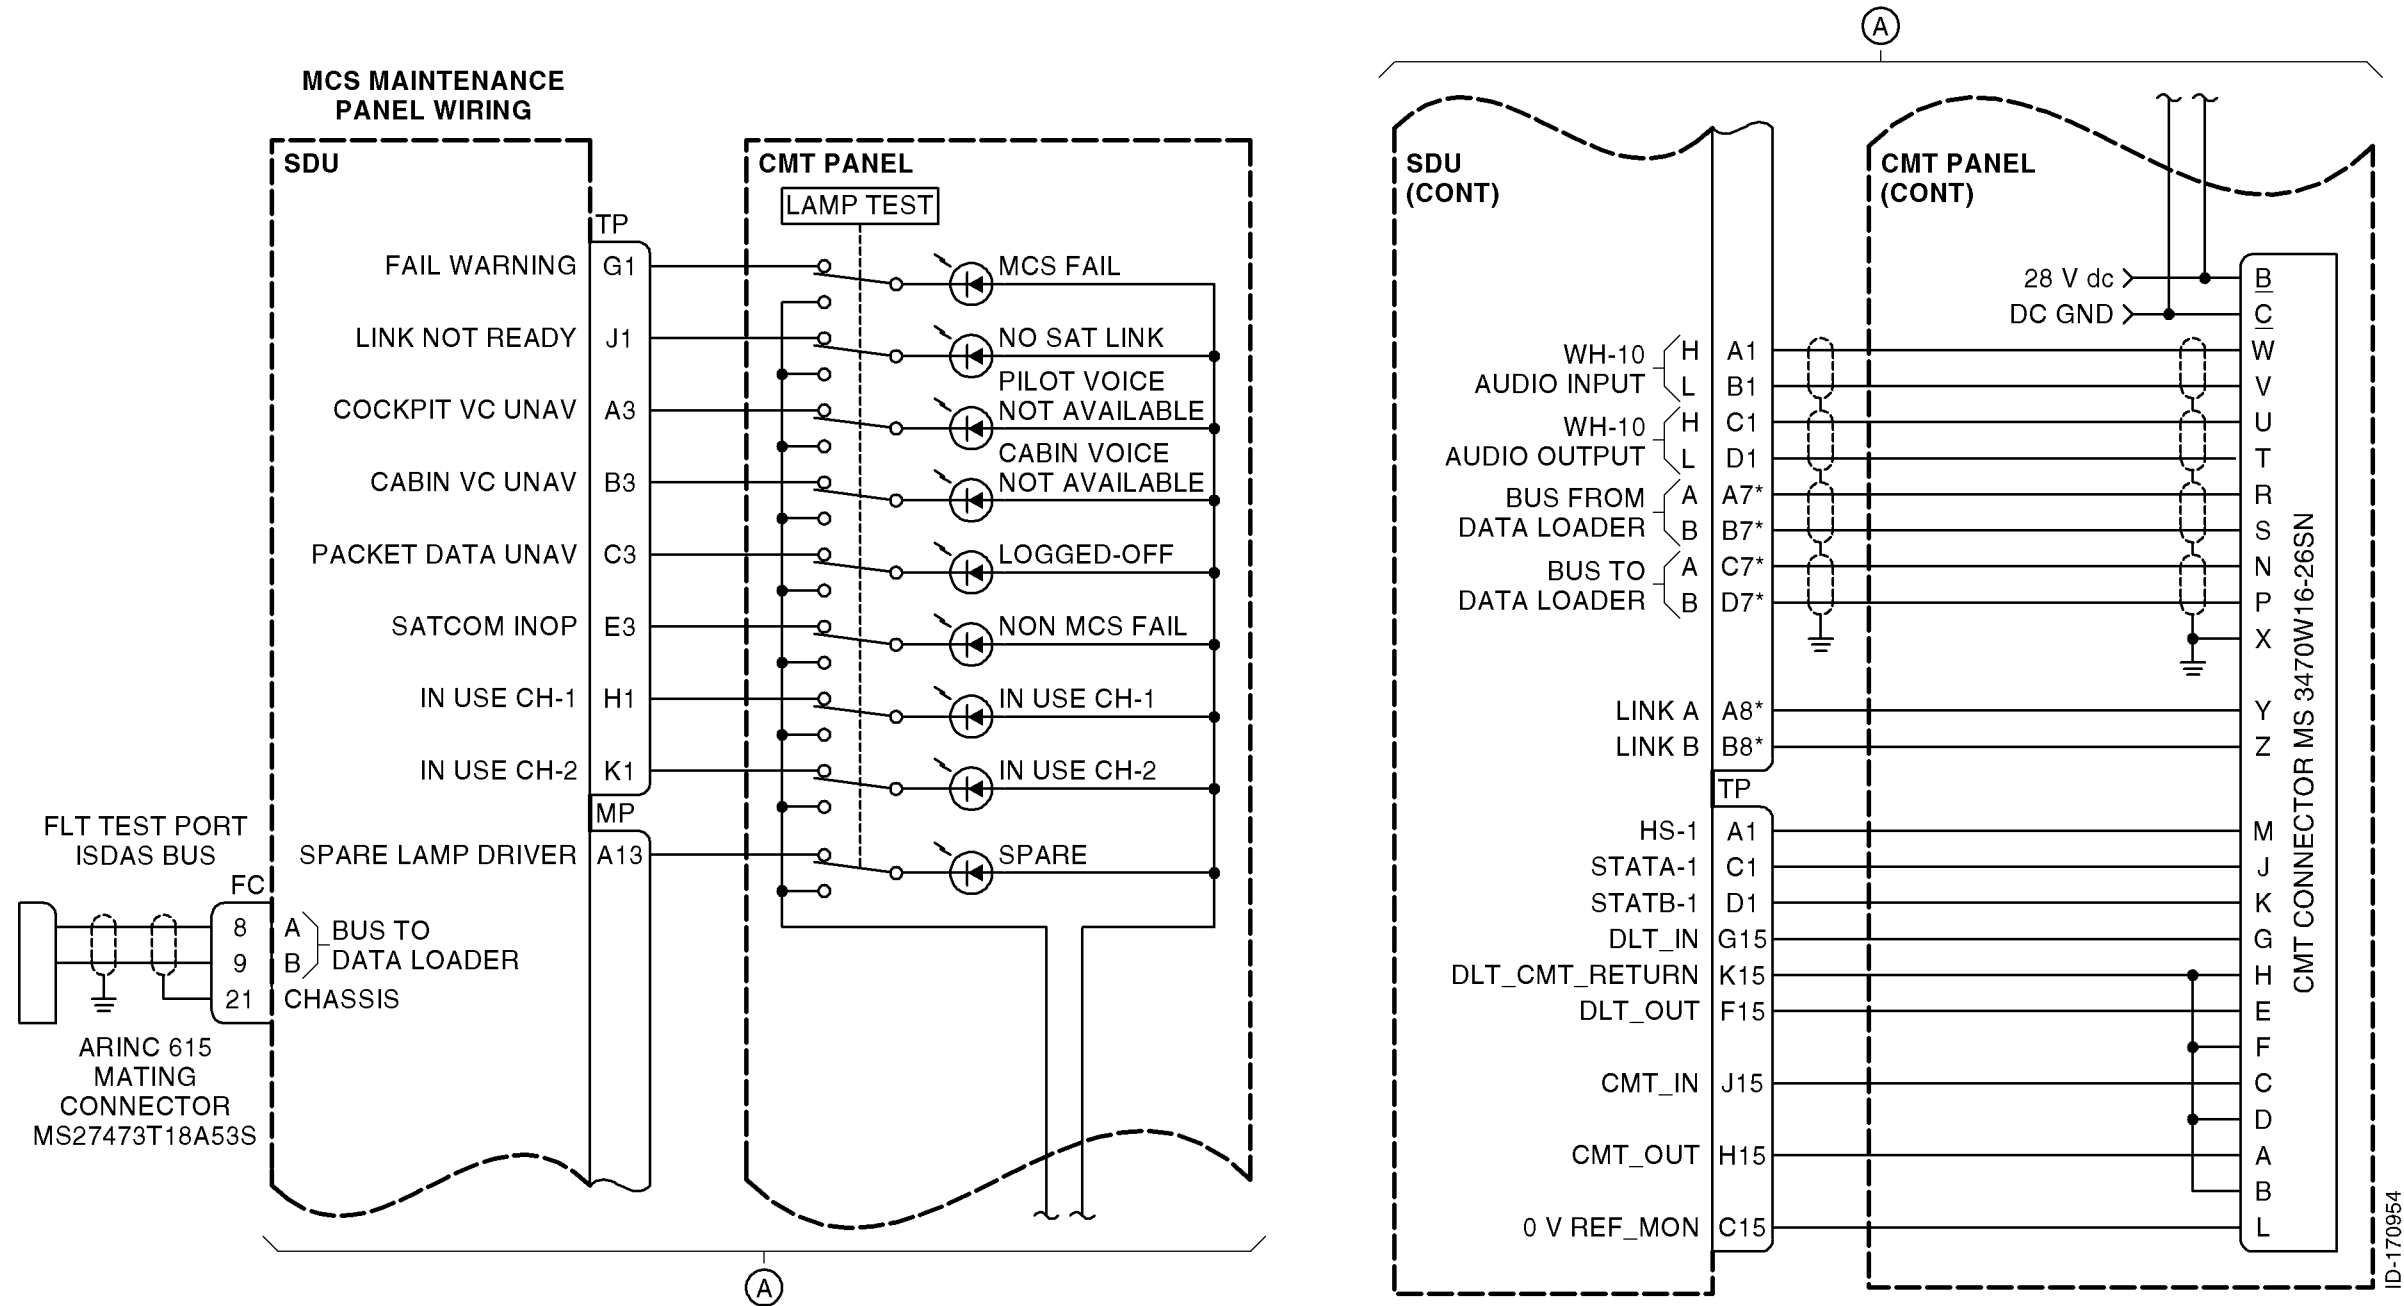 MCS MAINTENANCE
PANEL WIRING
SDU
TP
FAIL WARNING G1
LINK NOT READY J1
COCKPIT VC UNAV A3
CABIN VC UNAV B3
PACKET DATA UNAV C3
SATCOM INOP E3
IN USE CH-1 H1
IN USE CH-2 K1
MP
SPARE LAMP DRIVER A13
FLT TEST PORT
ISDAS BUS
FC
8 A
9 B
BUS TO
DATA LOADER
21 CHASSIS
ARINC 615
MATING
CONNECTOR
MS27473T18A53S
CMT PANEL
LAMP TEST
MCS FAIL
NO SAT LINK
PILOT VOICE
NOT AVAILABLE
CABIN VOICE
NOT AVAILABLE
LOGGED-OFF
NON MCS FAIL
IN USE CH-1
IN USE CH-2
SPARE
A
A
SDU
(CONT)
CMT PANEL
(CONT)
28 V dc B
DC GND C
WH-10
AUDIO INPUT
H A1 W
L B1 V
WH-10
AUDIO OUTPUT
H C1 U
L D1 T
BUS FROM
DATA LOADER
A A7* R
B B7* S
BUS TO
DATA LOADER
A C7* N
B D7* P
X
LINK A A8* Y
LINK B B8* Z
TP
HS-1 A1 M
STATA-1 C1 J
STATB-1 D1 K
DLT_IN G15 G
DLT_CMT_RETURN K15 H
DLT_OUT F15 E
F
CMT_IN J15 C
D
CMT_OUT H15 A
B
0 V REF_MON C15 L
CMT CONNECTOR MS 3470W16-26SN
ID-170954